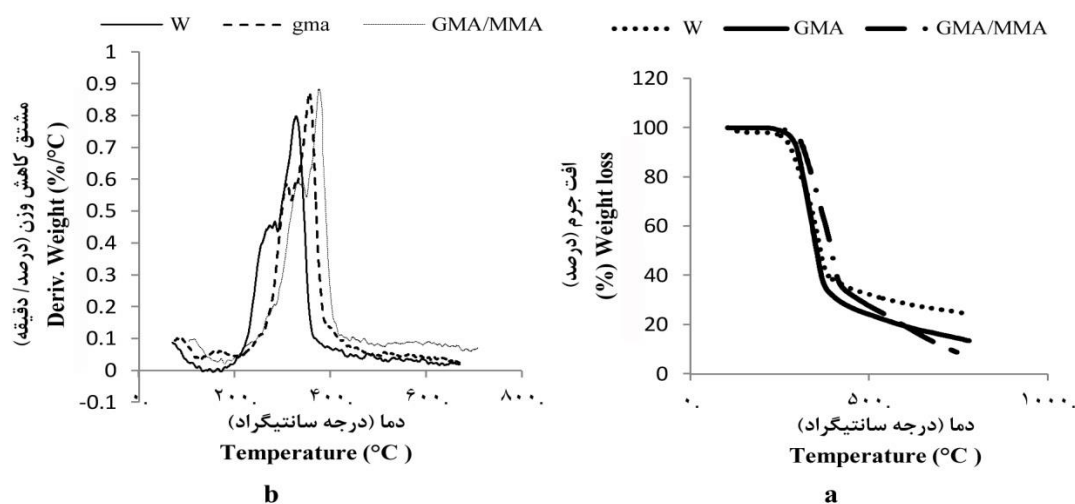 W gma GMA/MMA
1
0.9
0.8
0.7
0.6
0.5
0.4
0.3
0.2
0.1
0
-0.1
مشتق کاهش وزن (درصد/ دقیقه)
Deriv. Weight (%/°C)
۰. ۲۰۰. ۴۰۰. ۶۰۰. ۸۰۰.
دما (درجه سانتیگراد)
Temperature (°C )
b
W GMA GMA/MMA
120
100
80
60
40
20
0
افت جرم (درصد)
(%) Weight loss
۰. ۵۰۰. ۱۰۰۰.
دما (درجه سانتیگراد)
Temperature (°C )
a